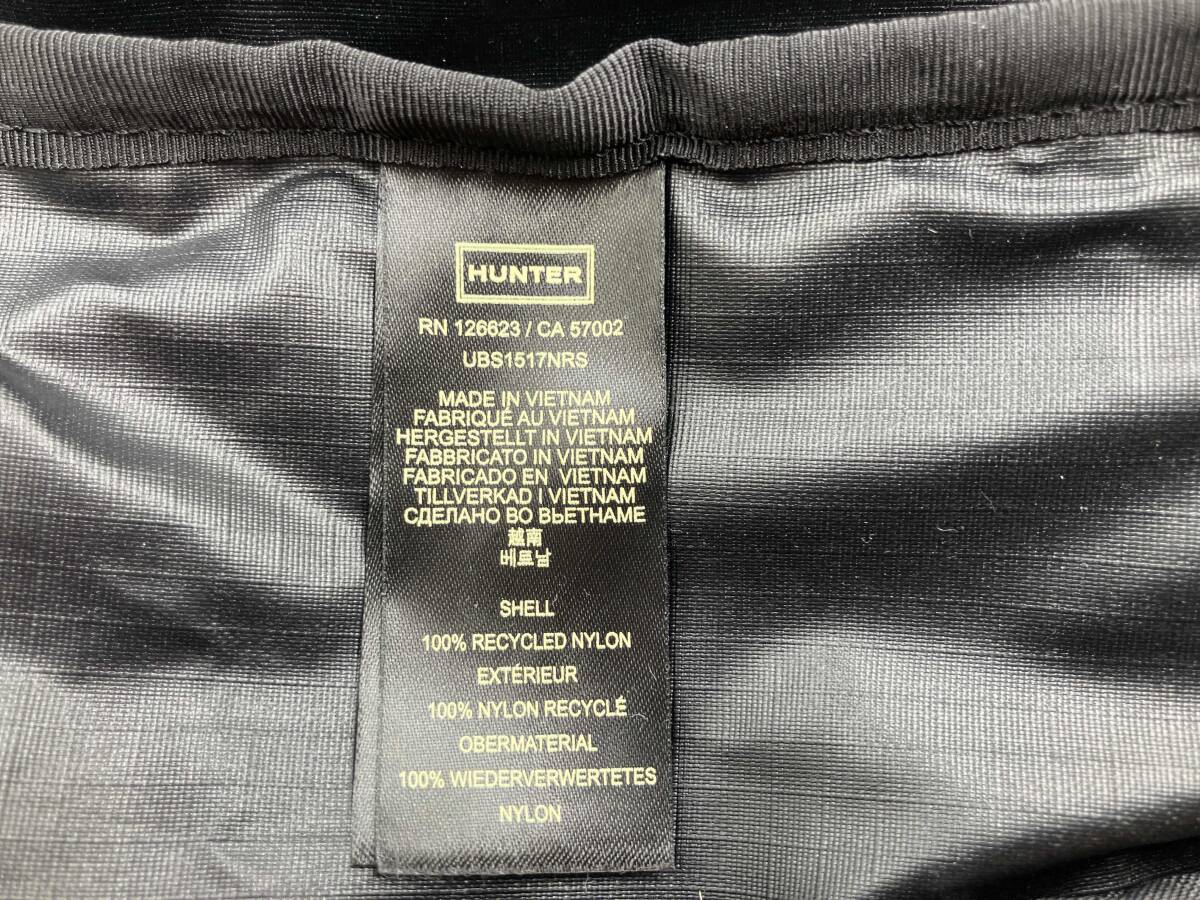 HUNTER
RN 126623 / CA 57002
UBS1517NRS
MADE IN VIETNAM
FABRIQUÉ AU VIETNAM
HERGESTELLT IN VIETNAM
FABBRICATO IN VIETNAM
FABRICADO EN VIETNAM
TILLVERKAD I VIETNAM
СДЕЛАНО ВО ВЬЕТНАМЕ
越南
베트남
SHELL
100% RECYCLED NYLON
EXTÉRIEUR
100% NYLON RECYCLÉ
OBERMATERIAL
100% WIEDERVERWERTETES
NYLON